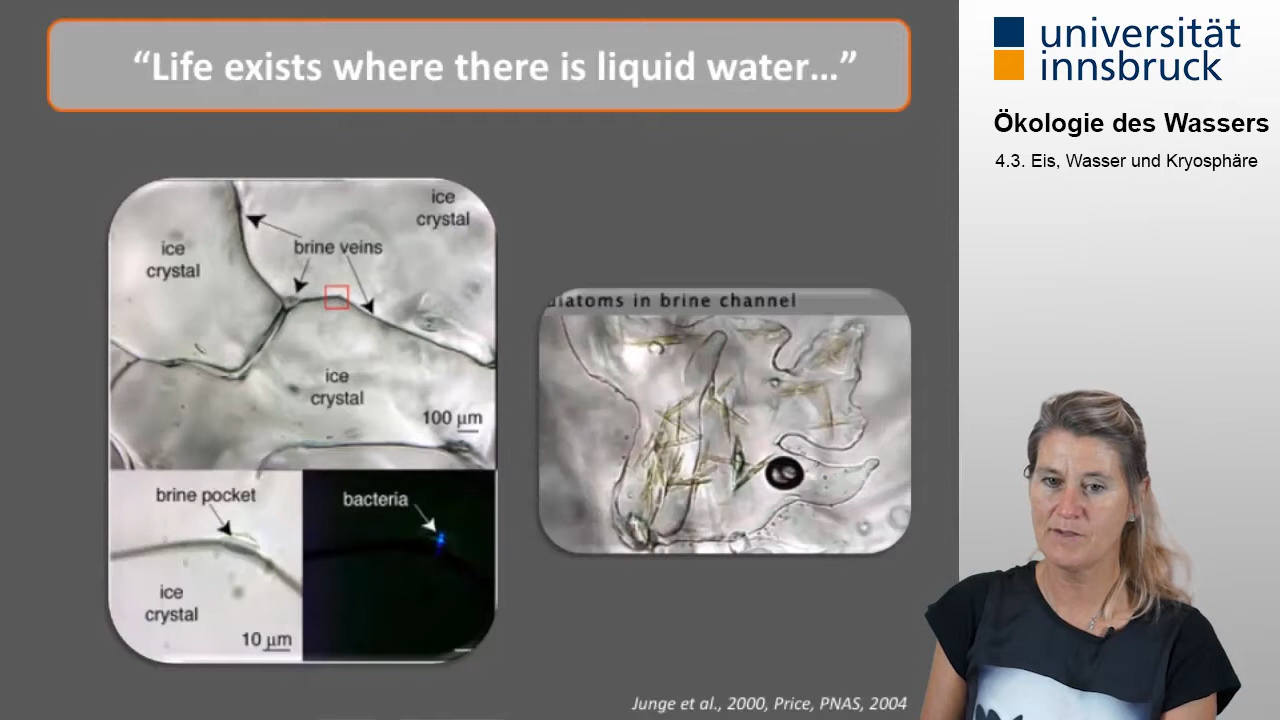 “Life exists where there is liquid water...”
universität
innsbruck
Ökologie des Wassers
4.3. Eis, Wasser und Kryosphäre
ice
crystal
ice
crystal
brine veins
ice
crystal
100 µm
brine pocket
ice
crystal
10 µm
bacteria
diatoms in brine channel
Junge et al., 2000, Price, PNAS, 2004